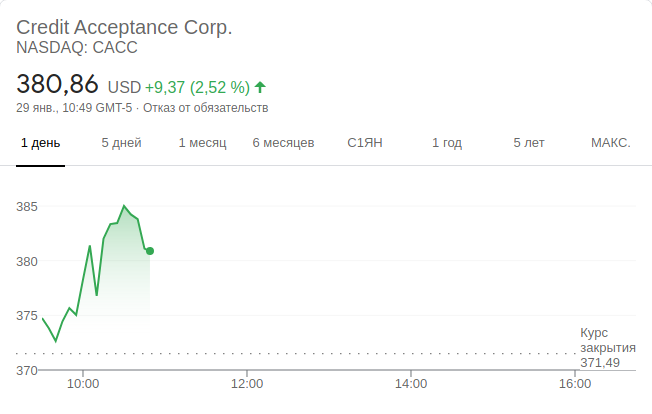 Credit Acceptance Corp.
NASDAQ: CACC
380,86 USD +9,37 (2,52 %)
29 янв., 10:49 GMT-5 · Отказ от обязательств
1 день 5 дней 1 месяц 6 месяцев С1ЯН 1 год 5 лет МАКС.
385
380
375
370
Курс
закрытия
371,49
10:00 12:00 14:00 16:00